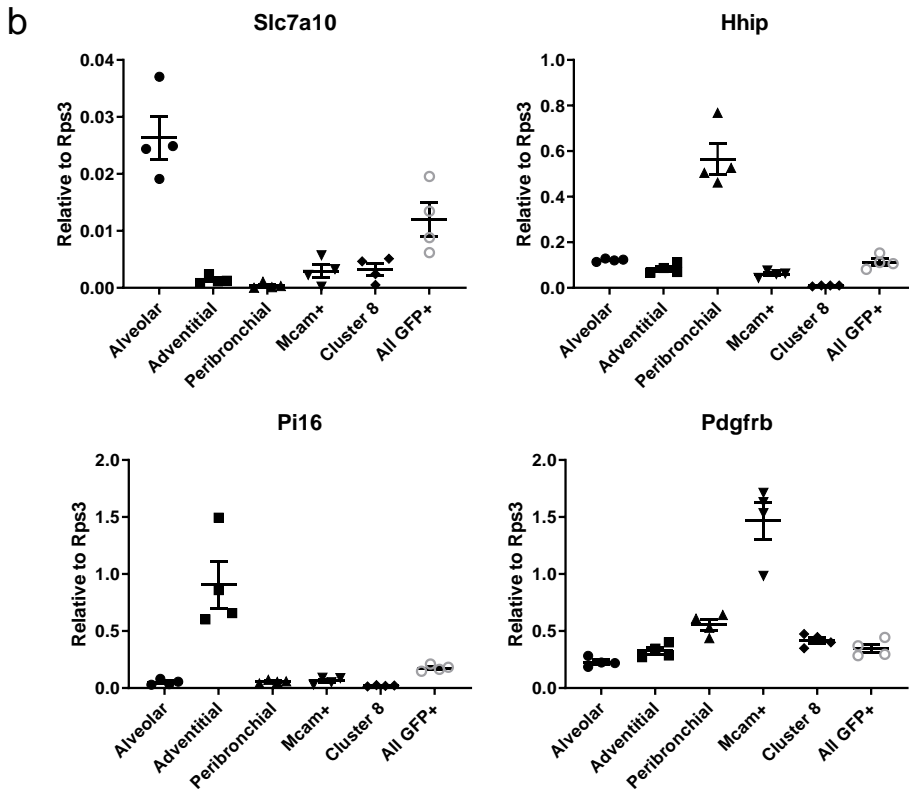 b
Slc7a10
Relative to Rps3
0.04
0.03
0.02
0.01
0.00
Alveolar
Adventitial
Peribronchial
Mcam+
Cluster 8
All GFP+
Hhip
Relative to Rps3
1.0
0.8
0.6
0.4
0.2
0.0
Alveolar
Adventitial
Peribronchial
Mcam+
Cluster 8
All GFP+
Pi16
Relative to Rps3
2.0
1.5
1.0
0.5
0.0
Alveolar
Adventitial
Peribronchial
Mcam+
Cluster 8
All GFP+
Pdgfrb
Relative to Rps3
2.0
1.5
1.0
0.5
0.0
Alveolar
Adventitial
Peribronchial
Mcam+
Cluster 8
All GFP+